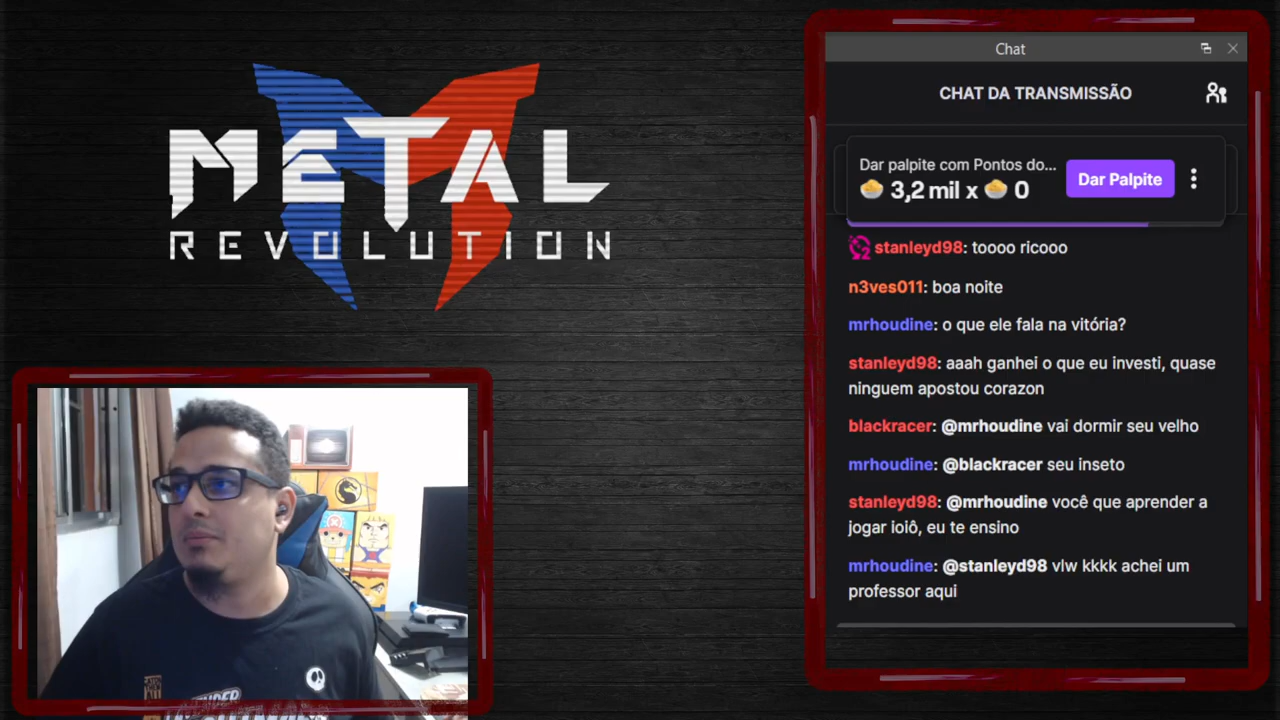 METAL
REVOLUTION
Chat
CHAT DA TRANSMISSÃO
Dar palpite com Pontos do...
3,2 mil x 0
Dar Palpite
stanleyd98: toooo ricooo
n3ves011: boa noite
mrhoudine: o que ele fala na vitória?
stanleyd98: aaah ganhei o que eu investi, quase
ninguem apostou corazon
blackracer: @mrhoudine vai dormir seu velho
mrhoudine: @blackracer seu inseto
stanleyd98: @mrhoudine você que aprender a
jogar ioiô, eu te ensino
mrhoudine: @stanleyd98 vlw kkkk achei um
professor aqui